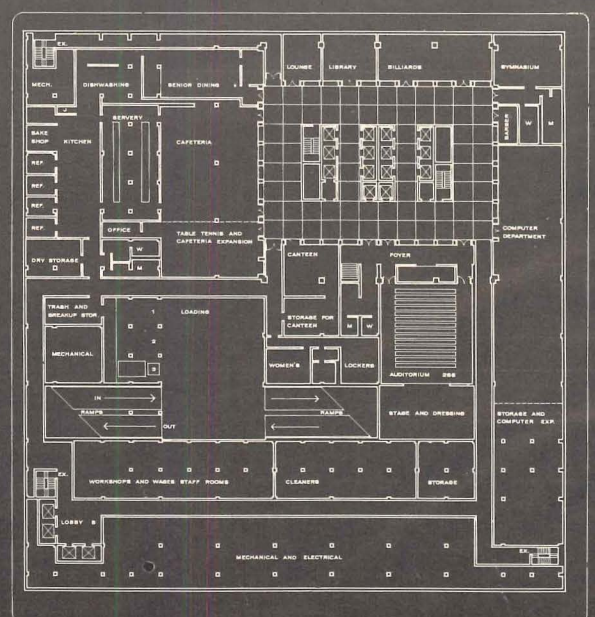 EX.
LOUNGE
LIBRARY
BILLIARDS
GYMNASIUM
MECH.
DISHWASHING
SENIOR DINING
J
SERVERY
BAKE
SHOP
KITCHEN
CAFETERIA
BARBER
W
M
REF.
REF.
REF.
REF.
OFFICE
TABLE TENNIS AND
CAFETERIA EXPANSION
W
M
DRY STORAGE
COMPUTER
DEPARTMENT
CANTEEN
FOYER
TRASH AND
BREAKUP STOR.
1
LOADING
2
3
STORAGE FOR
CANTEEN
M
W
MECHANICAL
WOMEN'S
LOCKERS
AUDITORIUM 266
IN
RAMPS
OUT
RAMPS
STAGE AND DRESSING
STORAGE AND
COMPUTER EXP.
EX.
WORKSHOPS AND WAGES STAFF ROOMS
CLEANERS
STORAGE
LOBBY B
MECHANICAL AND ELECTRICAL
EX.